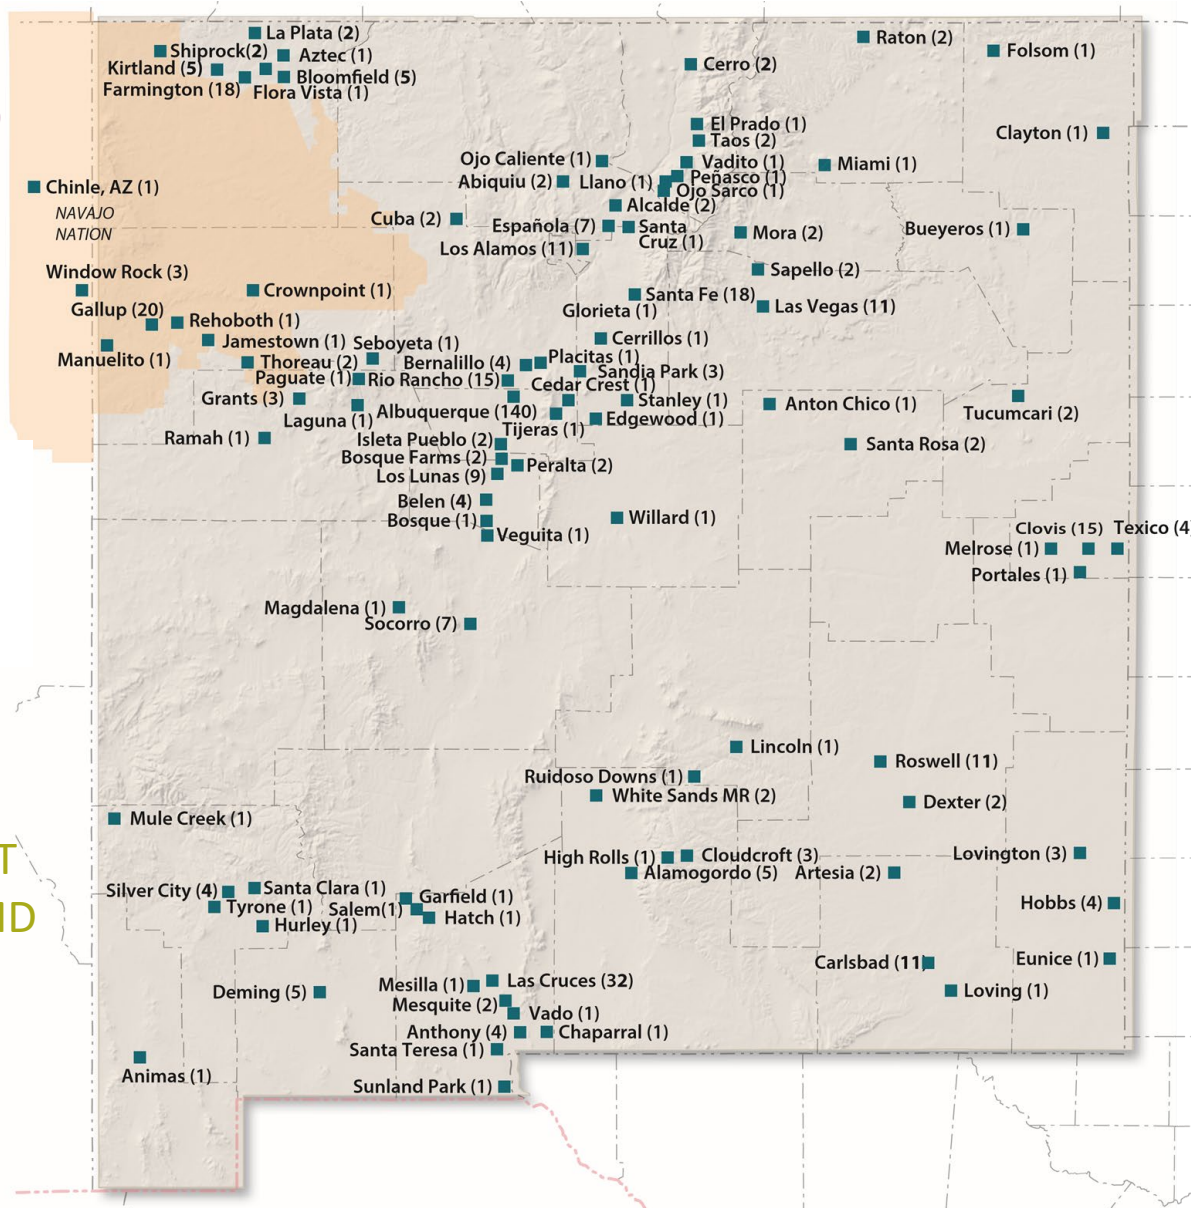 La Plata (2)
Raton (2)
Shiprock(2)
Aztec (1)
Folsom (1)
Kirtland (5)
Cerro (2)
Bloomfield (5)
Farmington (18)
Flora Vista (1)
El Prado (1)
Clayton (1)
Taos (2)
Ojo Caliente (1)
Vadito (1)
Miami (1)
Peñasco (1)
Abiquiu (2)
Llano (1)
Chinle, AZ (1)
Ojo Sarco (1)
Alcalde (2)
NAVAJO
NATION
Cuba (2)
Española (7)
Santa
Cruz (1)
Mora (2)
Bueyeros (1)
Los Alamos (11)
Window Rock (3)
Sapello (2)
Crownpoint (1)
Santa Fe (18)
Las Vegas (11)
Gallup (20)
Glorieta (1)
Rehoboth (1)
Jamestown (1)
Seboyeta (1)
Cerrillos (1)
Manuelito (1)
Thoreau (2)
Bernalillo (4)
Placitas (1)
Paguate (1)
Rio Rancho (15)
Sandia Park (3)
Cedar Crest (1)
Grants (3)
Stanley (1)
Anton Chico (1)
Tucumcari (2)
Laguna (1)
Albuquerque (140)
Edgewood (1)
Tijeras (1)
Ramah (1)
Isleta Pueblo (2)
Santa Rosa (2)
Bosque Farms (2)
Peralta (2)
Los Lunas (9)
Belen (4)
Bosque (1)
Willard (1)
Veguita (1)
Clovis (15)
Texico (4
Melrose (1)
Portales (1)
Magdalena (1)
Socorro (7)
Lincoln (1)
Roswell (11)
Ruidoso Downs (1)
White Sands MR (2)
Dexter (2)
Mule Creek (1)
T
High Rolls (1)
Cloudcroft (3)
Lovington (3)
Alamogordo (5)
Artesia (2)
Silver City (4)
Santa Clara (1)
Garfield (1)
Hobbs (4)
Tyrone (1)
Salem(1)
ID
Hurley (1)
Hatch (1)
Carlsbad (11)
Eunice (1)
Mesilla (1)
Las Cruces (32)
Deming (5)
Loving (1)
Mesquite (2)
Vado (1)
Anthony (4)
Chaparral (1)
Santa Teresa (1)
Animas (1)
Sunland Park (1)